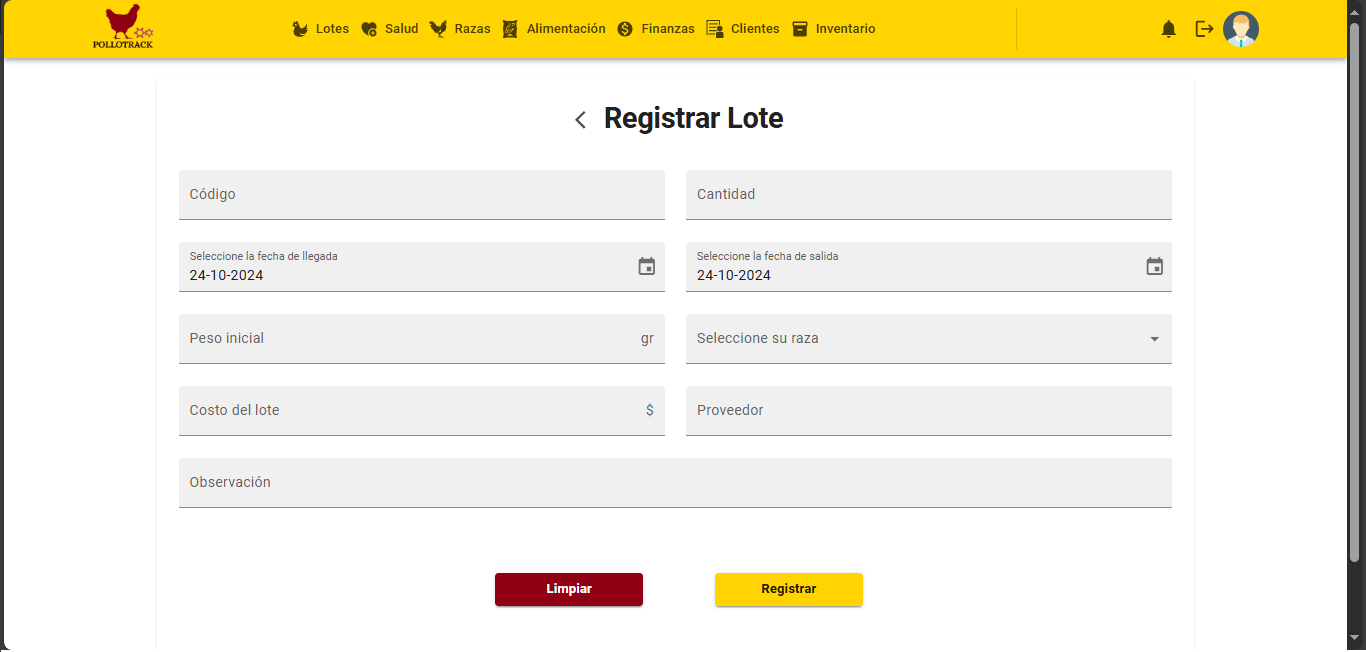 POLLOTRACK
Lotes Salud Razas Alimentación Finanzas Clientes Inventario
Registrar Lote
Código
Cantidad
Seleccione la fecha de llegada
24-10-2024
Seleccione la fecha de salida
24-10-2024
Peso inicial gr
Seleccione su raza
Costo del lote $
Proveedor
Observación
Limpiar
Registrar